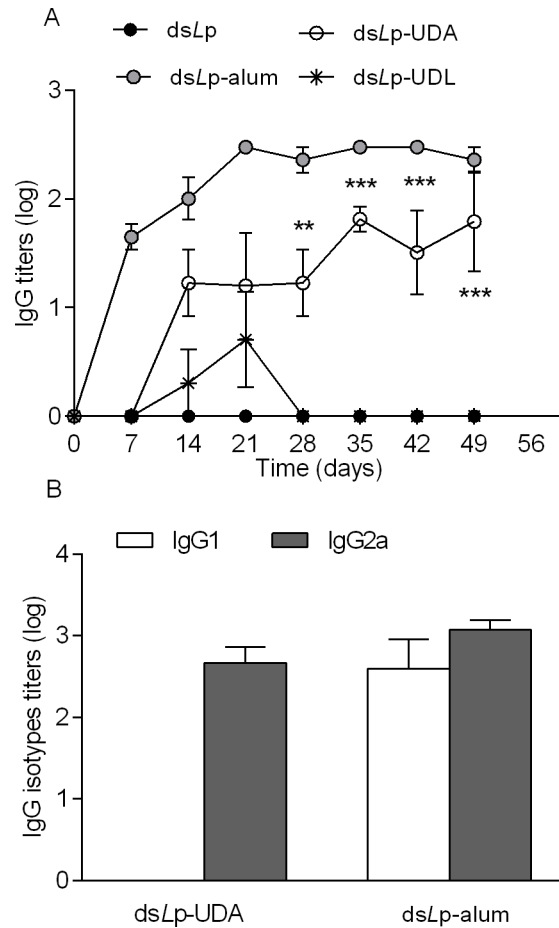 A
dsLp dsLp-UDA
dsLp-alum dsLp-UDL
3
2
1
0
IgG titers (log)
**
***
***
***
0 7 14 21 28 35 42 49 56
Time (days)
B
IgG1 IgG2a
4
3
2
1
0
IgG isotypes titers (log)
dsLp-UDA dsLp-alum